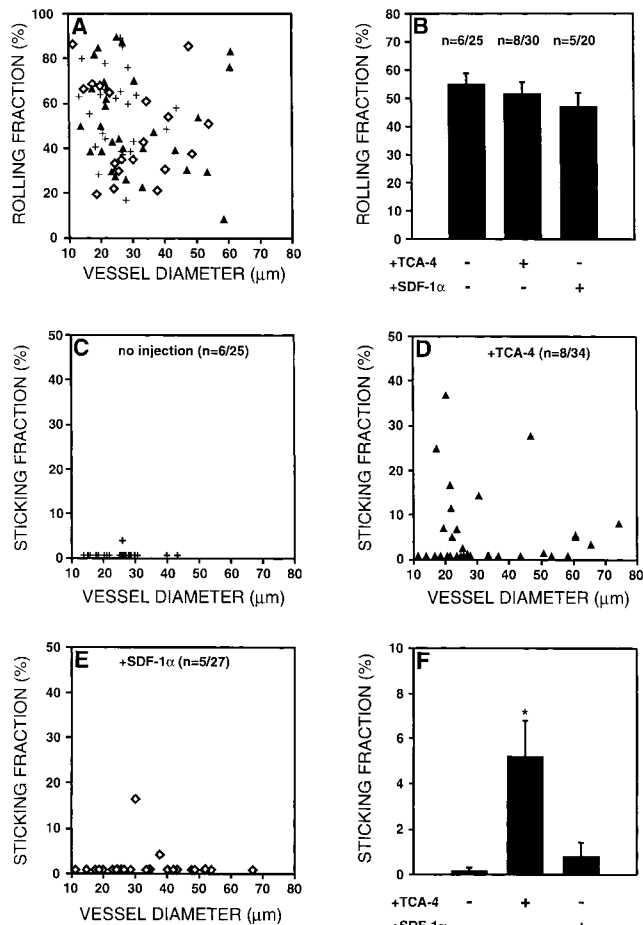 A
ROLLING FRACTION (%)
100
80
60
40
20
0
10 20 30 40 50 60 70 80
VESSEL DIAMETER (µm)
B
ROLLING FRACTION (%)
80
70
60
50
40
30
20
10
0
n=6/25 n=8/30 n=5/20
+TCA-4 - + -
+SDF-1α - - +
C
no injection (n=6/25)
STICKING FRACTION (%)
50
40
30
20
10
0
10 20 30 40 50 60 70 80
VESSEL DIAMETER (µm)
D
+TCA-4 (n=8/34)
STICKING FRACTION (%)
50
40
30
20
10
0
10 20 30 40 50 60 70 80
VESSEL DIAMETER (µm)
E
+SDF-1α (n=5/27)
STICKING FRACTION (%)
50
40
30
20
10
0
10 20 30 40 50 60 70 80
VESSEL DIAMETER (µm)
F
STICKING FRACTION (%)
10
8
6
4
2
0
*
+TCA-4 - + -
+SDF-1α